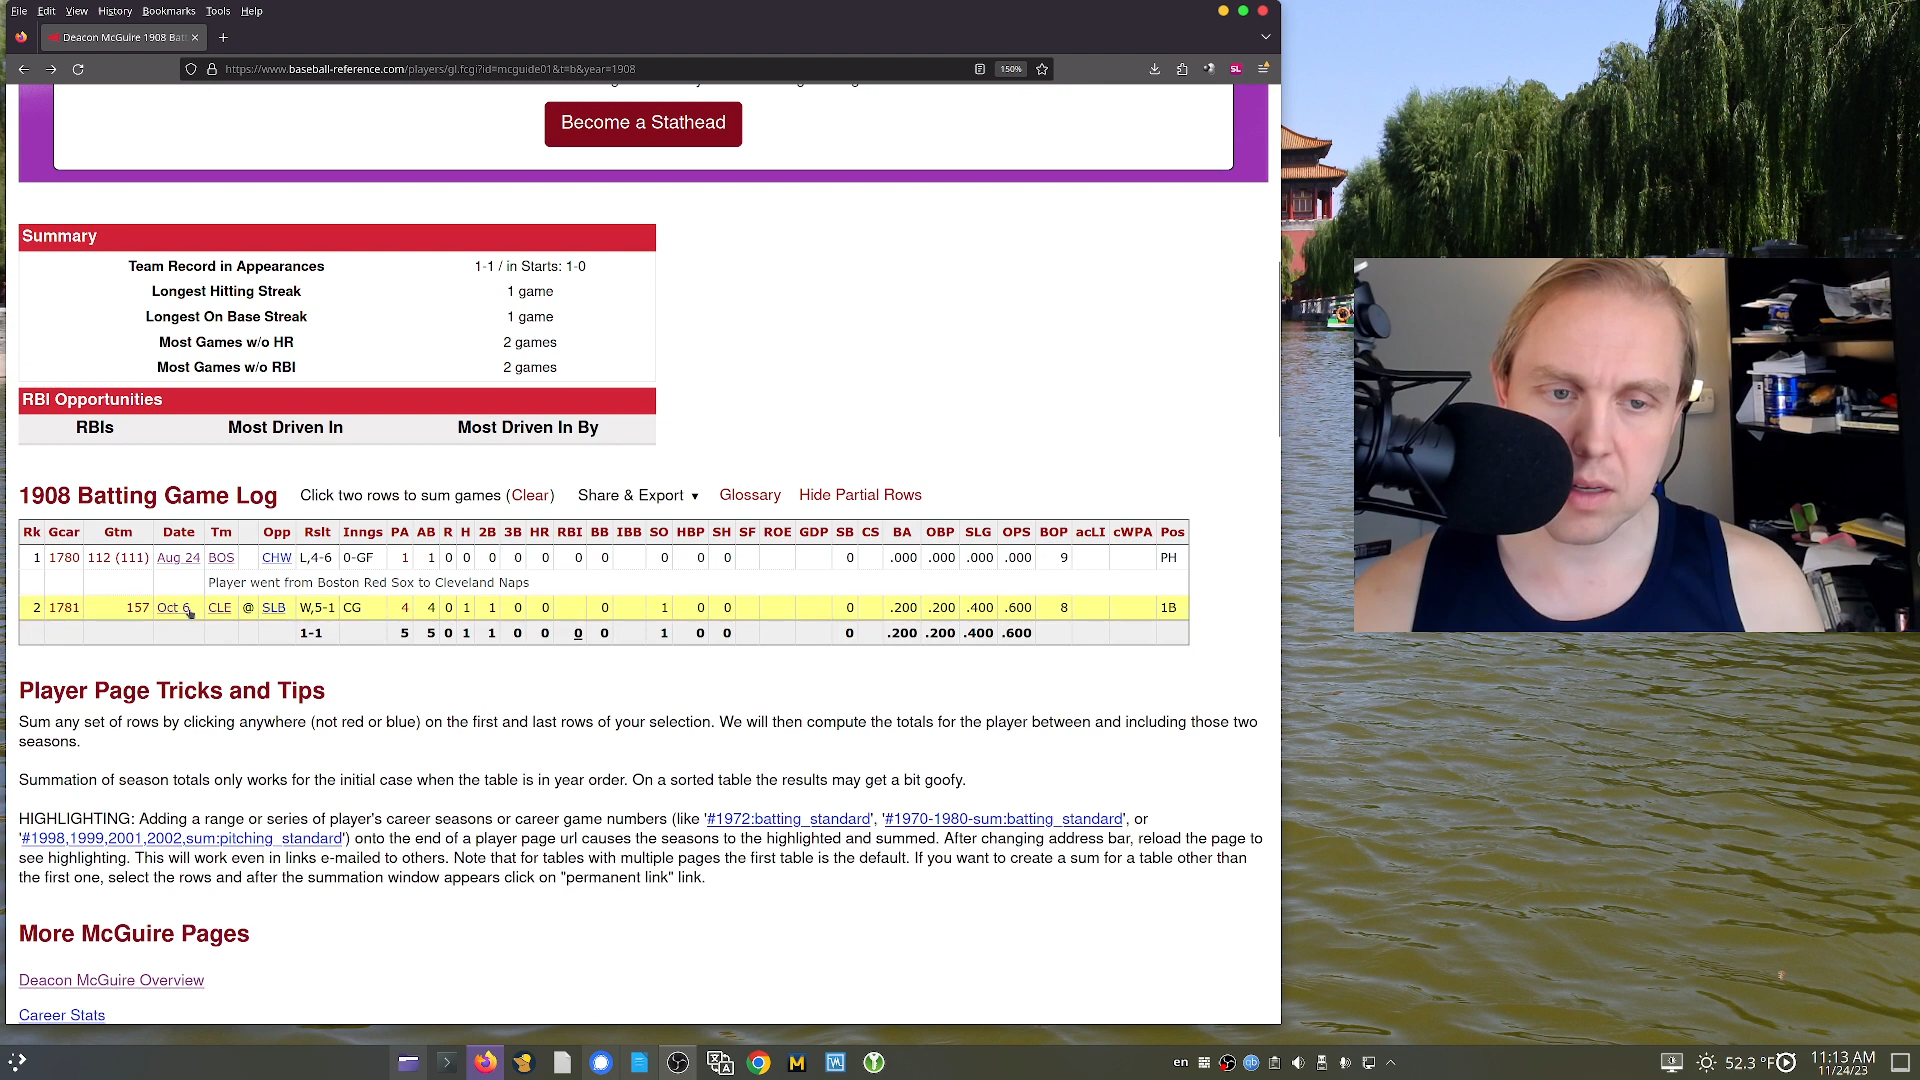 File Edit View History Bookmarks Tools Help
Deacon McGuire 1908 Batt
https://www.baseball-reference.com/players/gl.fcgi?id=mcguide01&t=b&year=1908 150% SL
Become a Stathead
Summary
Team Record in Appearances 1-1 / in Starts: 1-0
Longest Hitting Streak 1 game
Longest On Base Streak 1 game
Most Games w/o HR 2 games
Most Games w/o RBI 2 games
RBI Opportunities
RBIs Most Driven In Most Driven In By
1908 Batting Game Log Click two rows to sum games (Clear) Share & Export ▼ Glossary Hide Partial Rows
Rk Gcar Gtm Date Tm Opp Rslt Inngs PA AB R H 2B 3B HR RBI BB IBB SO HBP SH SF ROE GDP SB CS BA OBP SLG OPS BOP acLI cWPA Pos
1 1780 112 (111) Aug 24 BOS CHW L,4-6 0-GF 1 1 0 0 0 0 0 0 0 0 0 0 0 .000 .000 .000 .000 9 PH
Player went from Boston Red Sox to Cleveland Naps
2 1781 157 Oct 6 CLE @ SLB W,5-1 CG 4 4 0 1 1 0 0 0 1 0 0 0 .200 .200 .400 .600 8 1B
1-1 5 5 0 1 1 0 0 0 0 1 0 0 0 .200 .200 .400 .600
Player Page Tricks and Tips
Sum any set of rows by clicking anywhere (not red or blue) on the first and last rows of your selection. We will then compute the totals for the player between and including those two
seasons.
Summation of season totals only works for the initial case when the table is in year order. On a sorted table the results may get a bit goofy.
HIGHLIGHTING: Adding a range or series of player's career seasons or career game numbers (like '#1972:batting_standard', '#1970-1980-sum:batting_standard', or
'#1998,1999,2001,2002,sum:pitching_standard') onto the end of a player page url causes the seasons to the highlighted and summed. After changing address bar, reload the page to
see highlighting. This will work even in links e-mailed to others. Note that for tables with multiple pages the first table is the default. If you want to create a sum for a table other than
the first one, select the rows and after the summation window appears click on "permanent link" link.
More McGuire Pages
Deacon McGuire Overview
Career Stats
en 52.3 °F 11:13 AM
11/24/23